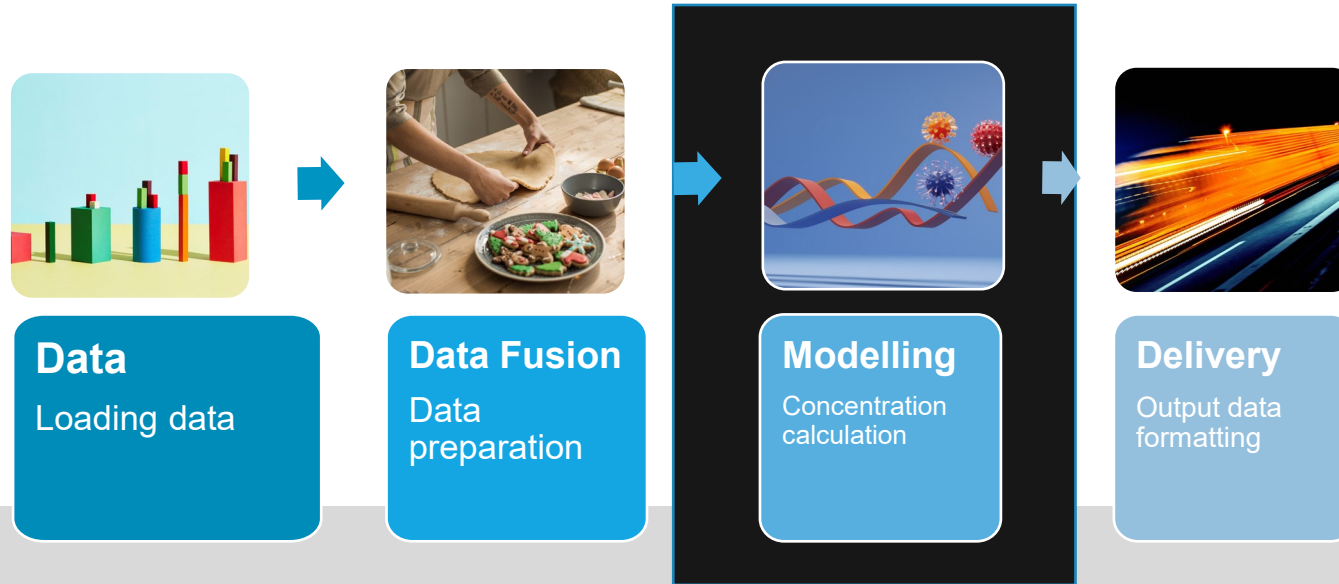 Data
Loading data
Data Fusion
Data
preparation
Modelling
Concentration
calculation
Delivery
Output data
formatting